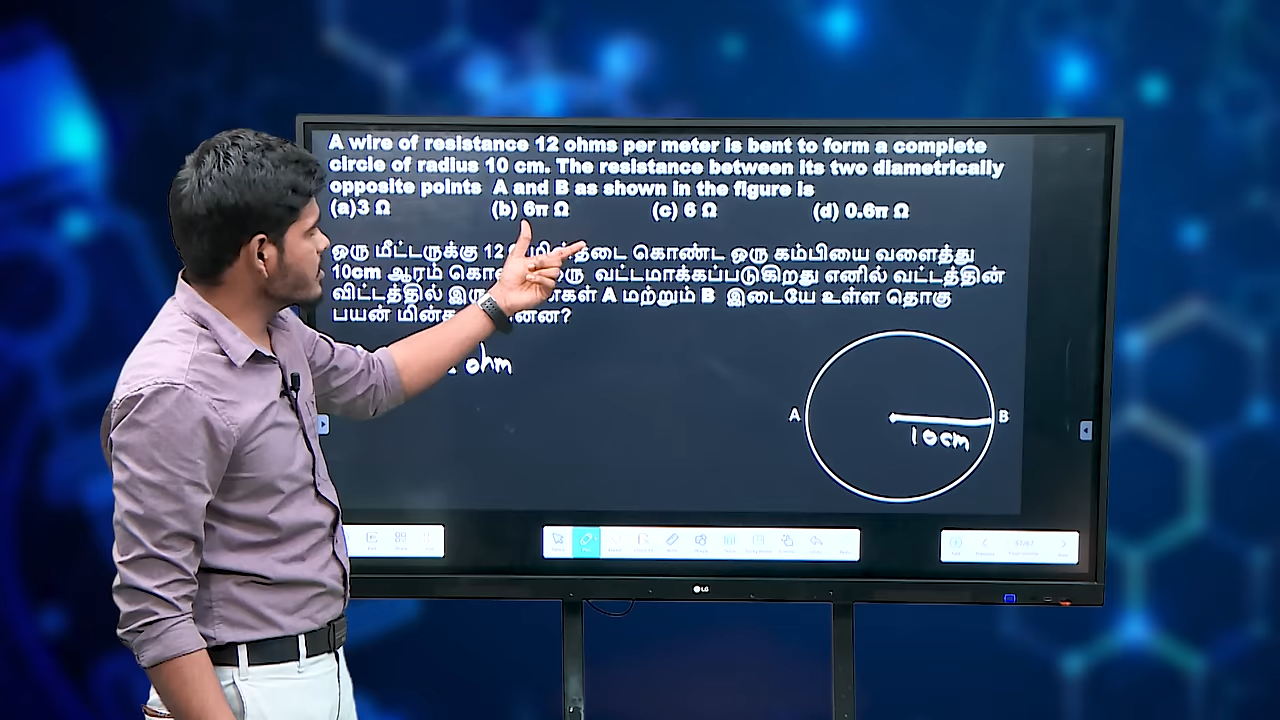 A wire of resistance 12 ohms per meter is bent to form a complete
circle of radius 10 cm. The resistance between its two diametrically
opposite points A and B as shown in the figure is
(a)3 Ω (b) 6π Ω (c) 6 Ω (d) 0.6π Ω
ஒரு மீட்டருக்கு 12 கொண்ட ஒரு கம்பியை வளைத்து
10cm ஆரம் வட்டமாக்கப்படுகிறது எனில் வட்டத்தின்
விட்டத்தில் A மற்றும் B இடையே உள்ள தொகு
பயன்
ohm
A
B
10cm
LG